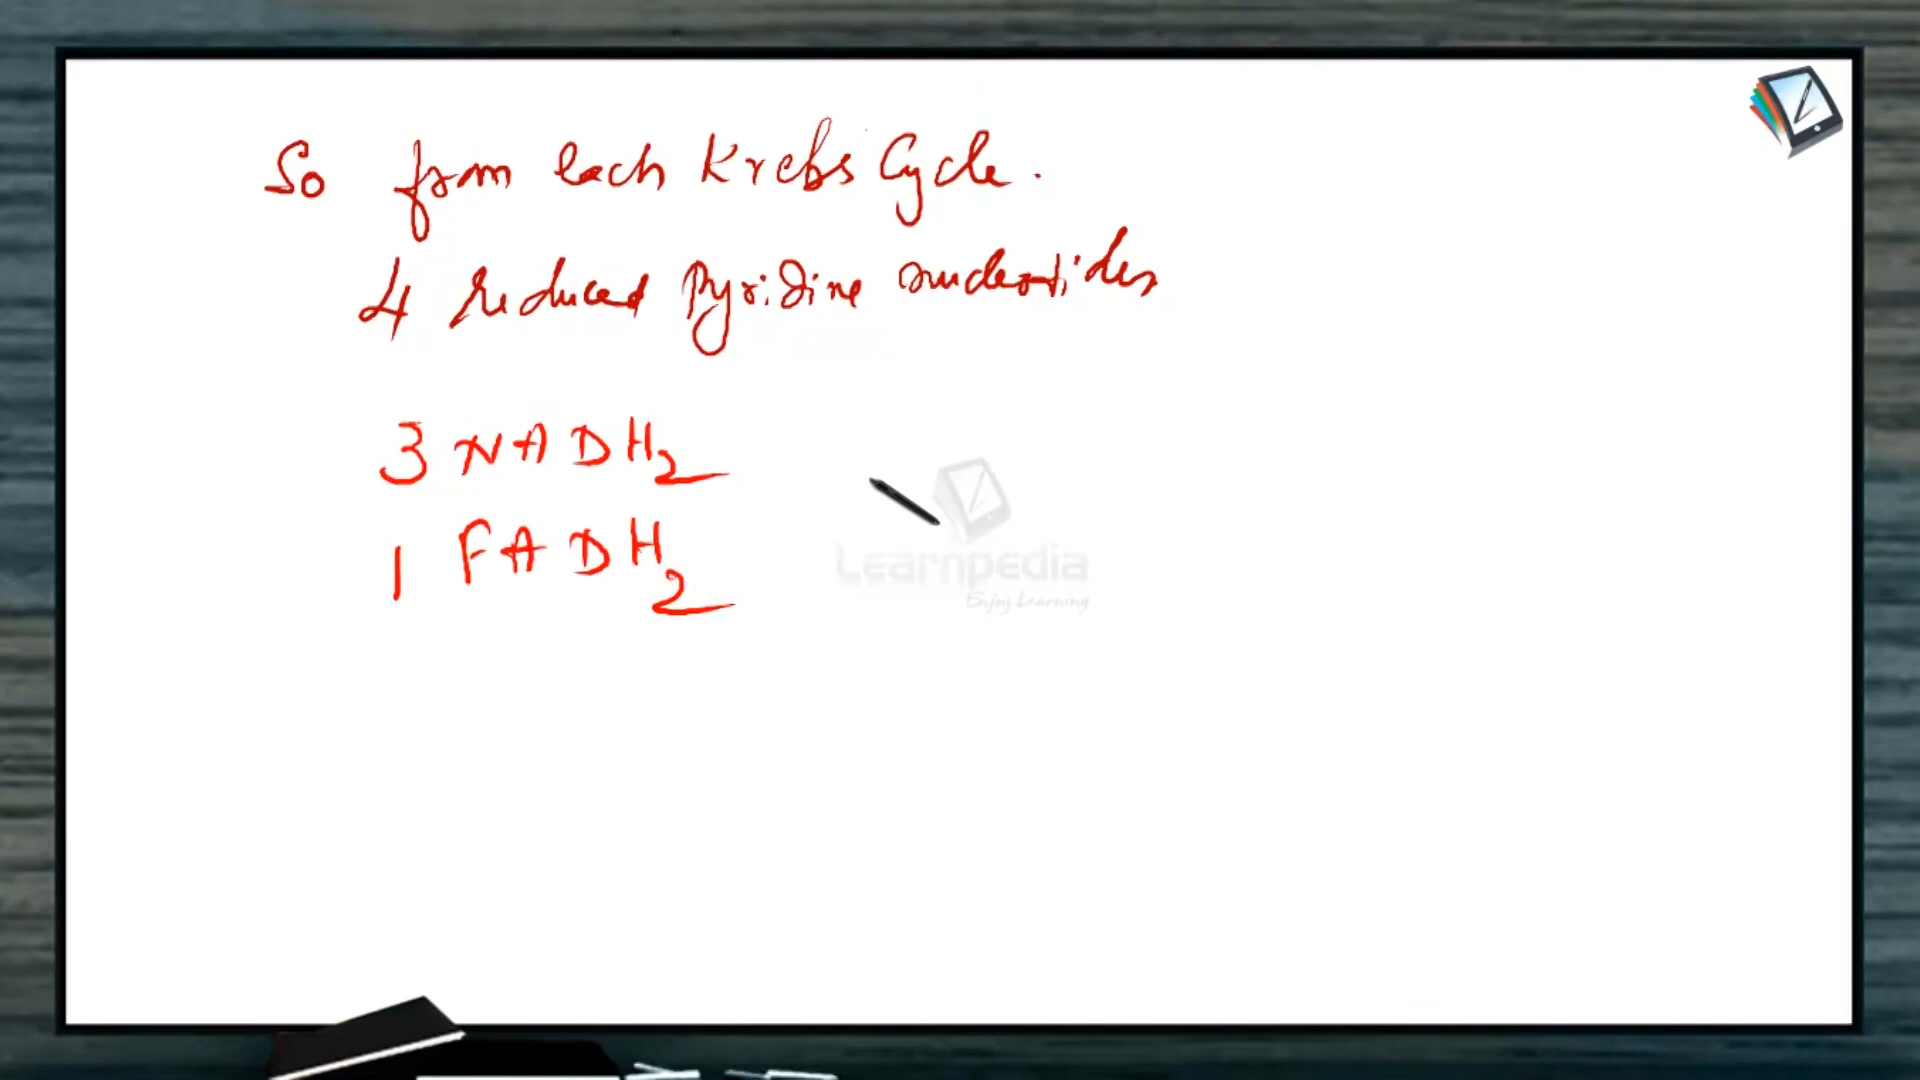 So from each Krebs Cycle.
4 reduced Pyridine nucleotides
3 NADH2
1 FADH2
Learnpedia
Enjoy Learning